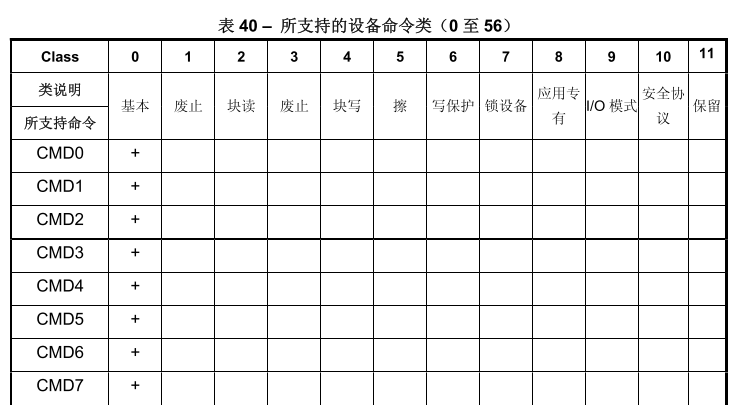 表 40 – 所支持的设备命令类（0 至 56）
Class 0 1 2 3 4 5 6 7 8 9 10 11
类说明 基本 废止 块读 废止 块写 擦 写保护 锁设备 应用专有 I/O 模式 安全协议 保留
所支持命令
CMD0 +
CMD1 +
CMD2 +
CMD3 +
CMD4 +
CMD5 +
CMD6 +
CMD7 +